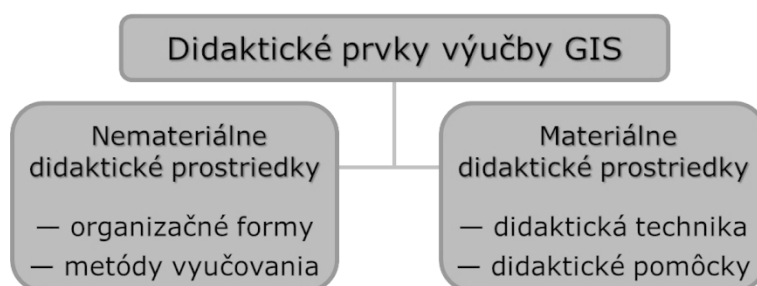 Didaktické prvky výučby GIS
Nemateriálne
didaktické prostriedky
— organizačné formy
— metódy vyučovania
Materiálne
didaktické prostriedky
— didaktická technika
— didaktické pomôcky